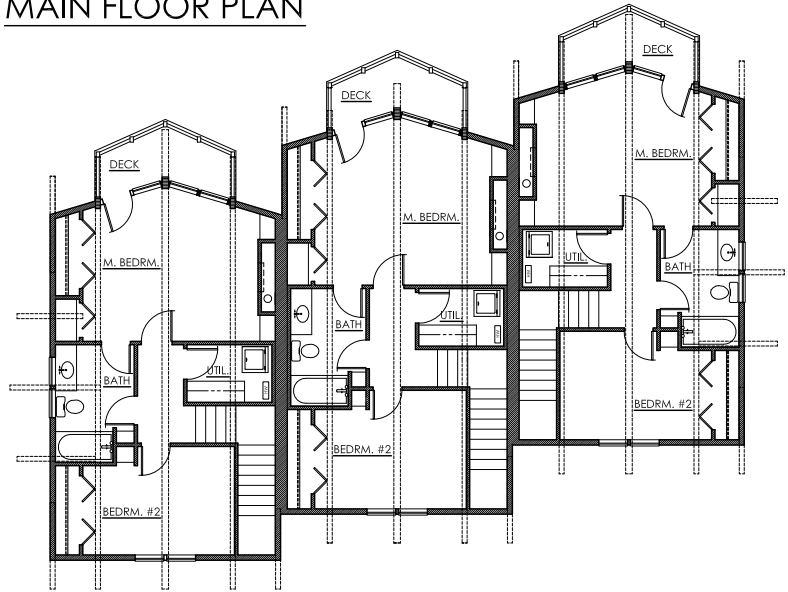 MAIN FLOOR PLAN
DECK
M. BEDRM.
BATH
UTIL.
BEDRM. #2
DECK
M. BEDRM.
BATH
UTIL.
BEDRM. #2
DECK
M. BEDRM.
UTIL.
BATH
BEDRM. #2